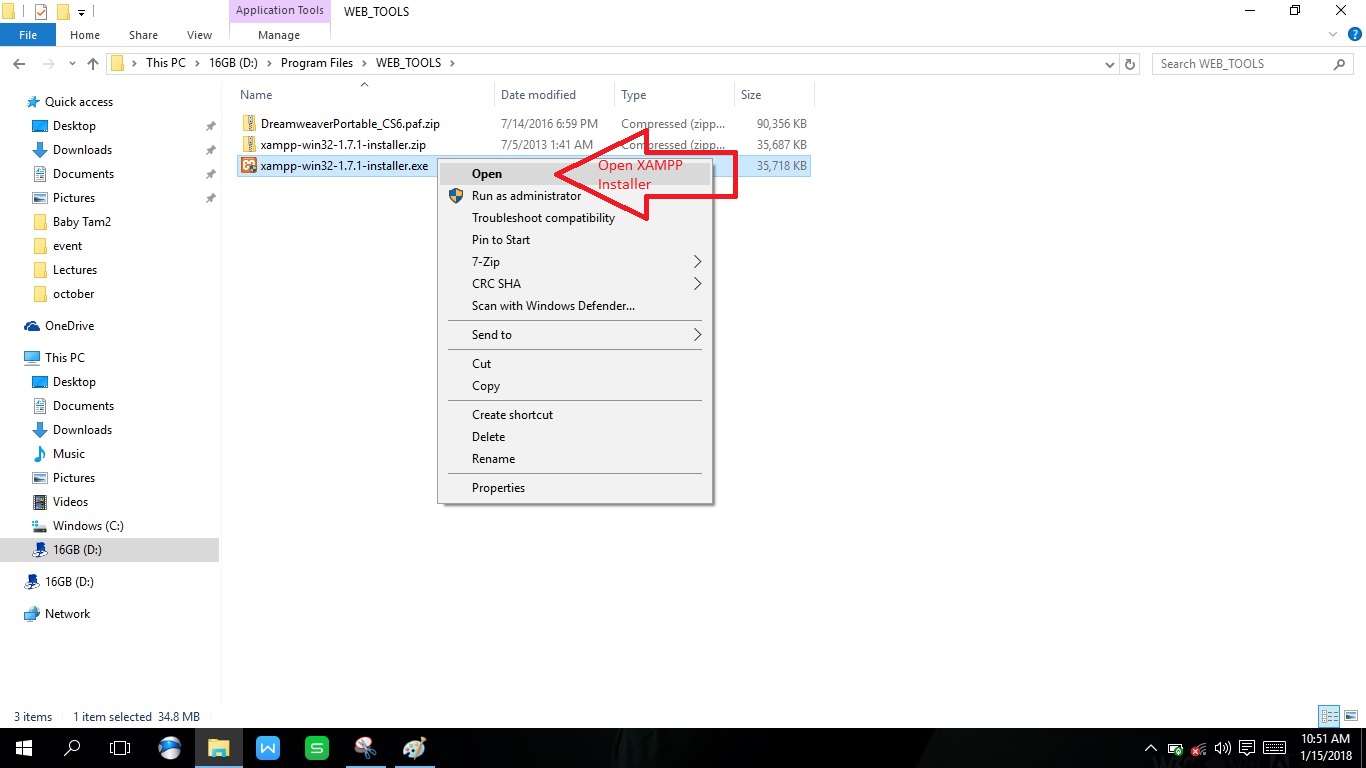 Application Tools WEB_TOOLS
File Home Share View Manage
This PC 16GB (D:) Program Files WEB_TOOLS Search WEB_TOOLS
Name Date modified Type Size
DreamweaverPortable_CS6.paf.zip 7/14/2016 6:59 PM Compressed (zipp... 90,356 KB
xampp-win32-1.7.1-installer.zip 7/5/2013 1:41 AM Compressed (zipp... 35,687 KB
xampp-win32-1.7.1-installer.exe 35,718 KB
Quick access
Desktop
Downloads
Documents
Pictures
Baby Tam2
event
Lectures
october
OneDrive
This PC
Desktop
Documents
Downloads
Music
Pictures
Videos
Windows (C:)
16GB (D:)
16GB (D:)
Network
Open
Run as administrator
Troubleshoot compatibility
Pin to Start
7-Zip
CRC SHA
Scan with Windows Defender...
Send to
Cut
Copy
Create shortcut
Delete
Rename
Properties
Open XAMPP
Installer
3 items 1 item selected 34.8 MB
10:51 AM
1/15/2018